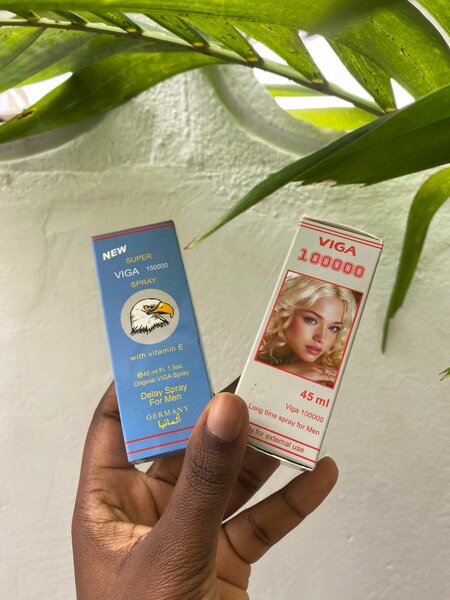 NEW
SUPER
VIGA 150000
SPRAY
with vitamin E
℮45 ml Fl. 1.5oz.
Original VIGA Spray
Delay Spray
For Men
GERMANY
ألمانيا
VIGA
100000
45 ml
Viga 100000
Long time spray for Men
for external use